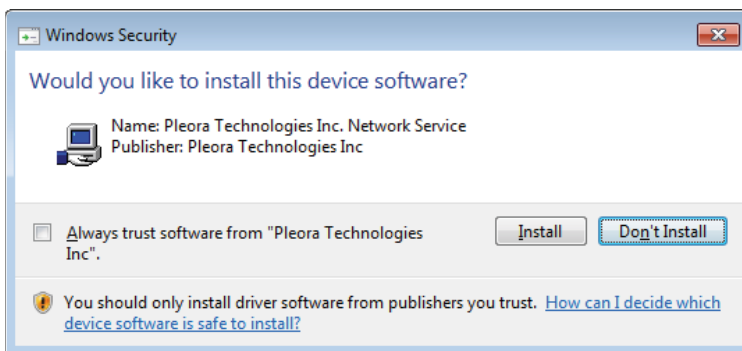 Windows Security
Would you like to install this device software?
Name: Pleora Technologies Inc. Network Service
Publisher: Pleora Technologies Inc
Always trust software from "Pleora Technologies
Inc".
Install
Don't Install
You should only install driver software from publishers you trust. How can I decide which
device software is safe to install?